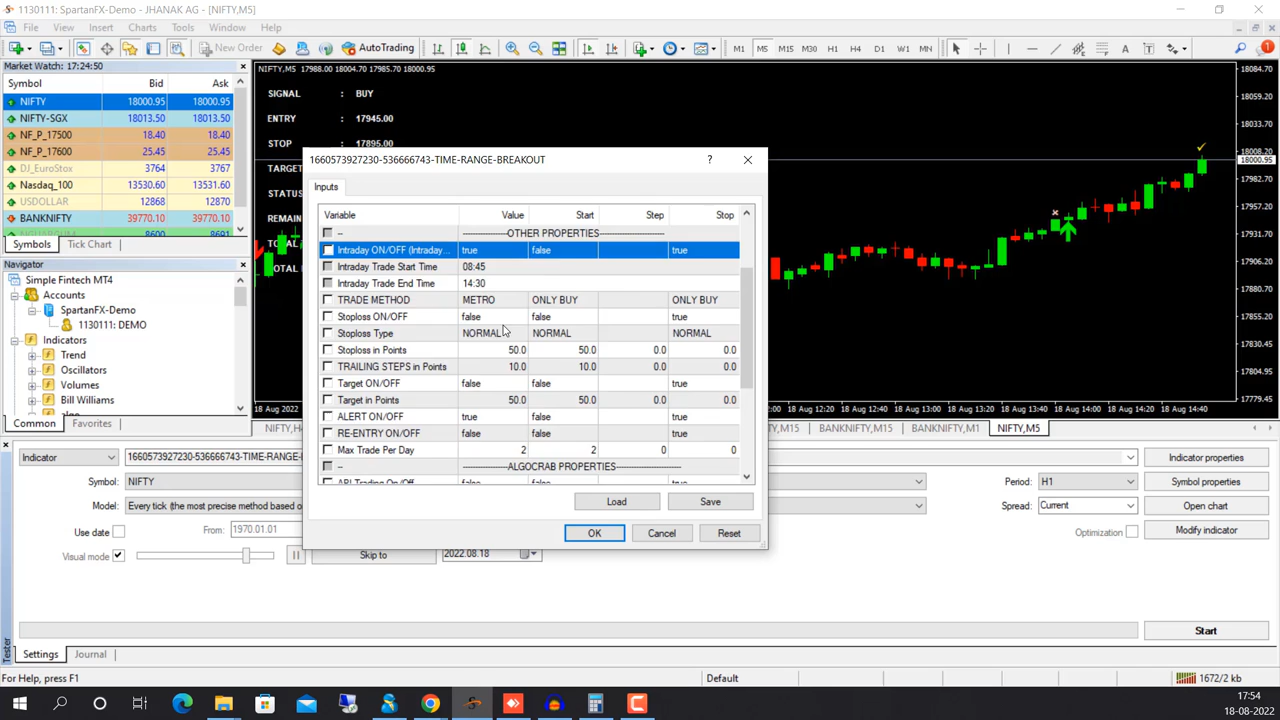 1130111: SpartanFX-Demo - JHANAK AG - [NIFTY,M5]
File View Insert Charts Tools Window Help
New Order AutoTrading M1 M5 M15 M30 H1 H4 D1 W1 MN
Market Watch: 17:24:50
Symbol Bid Ask
NIFTY 18000.95 18000.95
NIFTY-SGX 18013.50 18013.50
NF_P_17500 18.40 18.40
NF_P_17600 25.45 25.45
DJ_EuroStox 3764 3767
Nasdaq_100 13530.60 13531.60
USDOLLAR 12868 12870
BANKNIFTY 39770.10 39770.10
Symbols Tick Chart
Navigator
Simple Fintech MT4
Accounts
SpartanFX-Demo
1130111: DEMO
Indicators
Trend
Oscillators
Volumes
Bill Williams
Common Favorites
NIFTY,M5 17988.00 18004.70 17985.70 18000.95
SIGNAL : BUY
ENTRY : 17945.00
STOP : 17895.00
TARGET
STATUS
REMAIN
TOTAL
18084.70
18059.20
18033.70
18008.20
18000.95
17982.70
17957.20
17931.70
17906.20
17880.70
17855.20
17829.70
17804.95
17779.45
18 Aug 2022 18 Aug 12:20 18 Aug 12:40 18 Aug 13:00 18 Aug 13:20 18 Aug 13:40 18 Aug 14:00 18 Aug 14:20 18 Aug 14:40
BANKNIFTY,M15 BANKNIFTY,M1 NIFTY,M5
1660573927230-536666743-TIME-RANGE-BREAKOUT
Inputs
Variable Value Start Step Stop
-- -----------------------OTHER PROPERTIES-----------------------
Intraday ON/OFF (Intraday... true false true
Intraday Trade Start Time 08:45
Intraday Trade End Time 14:30
TRADE METHOD METRO ONLY BUY ONLY BUY
Stoploss ON/OFF false false true
Stoploss Type NORMAL NORMAL NORMAL
Stoploss in Points 50.0 50.0 0.0 0.0
TRAILING STEPS in Points 10.0 10.0 0.0 0.0
Target ON/OFF false false true
Target in Points 50.0 50.0 0.0 0.0
ALERT ON/OFF true false true
RE-ENTRY ON/OFF false false true
Max Trade Per Day 2 2 0 0
-- -----------------------ALGOCRAB PROPERTIES-----------------------
Load Save
OK Cancel Reset
Indicator 1660573927230-536666743-TIME-RANGE-
Indicator properties
Symbol: NIFTY Period: H1 Symbol properties
Model: Every tick (the most precise method based Spread: Current Open chart
Use date From: 1970.01.01 Optimization Modify indicator
Visual mode Skip to 2022.08.18
Start
Tester
Settings Journal
For Help, press F1 Default 1672/2 kb
17:54
18-08-2022